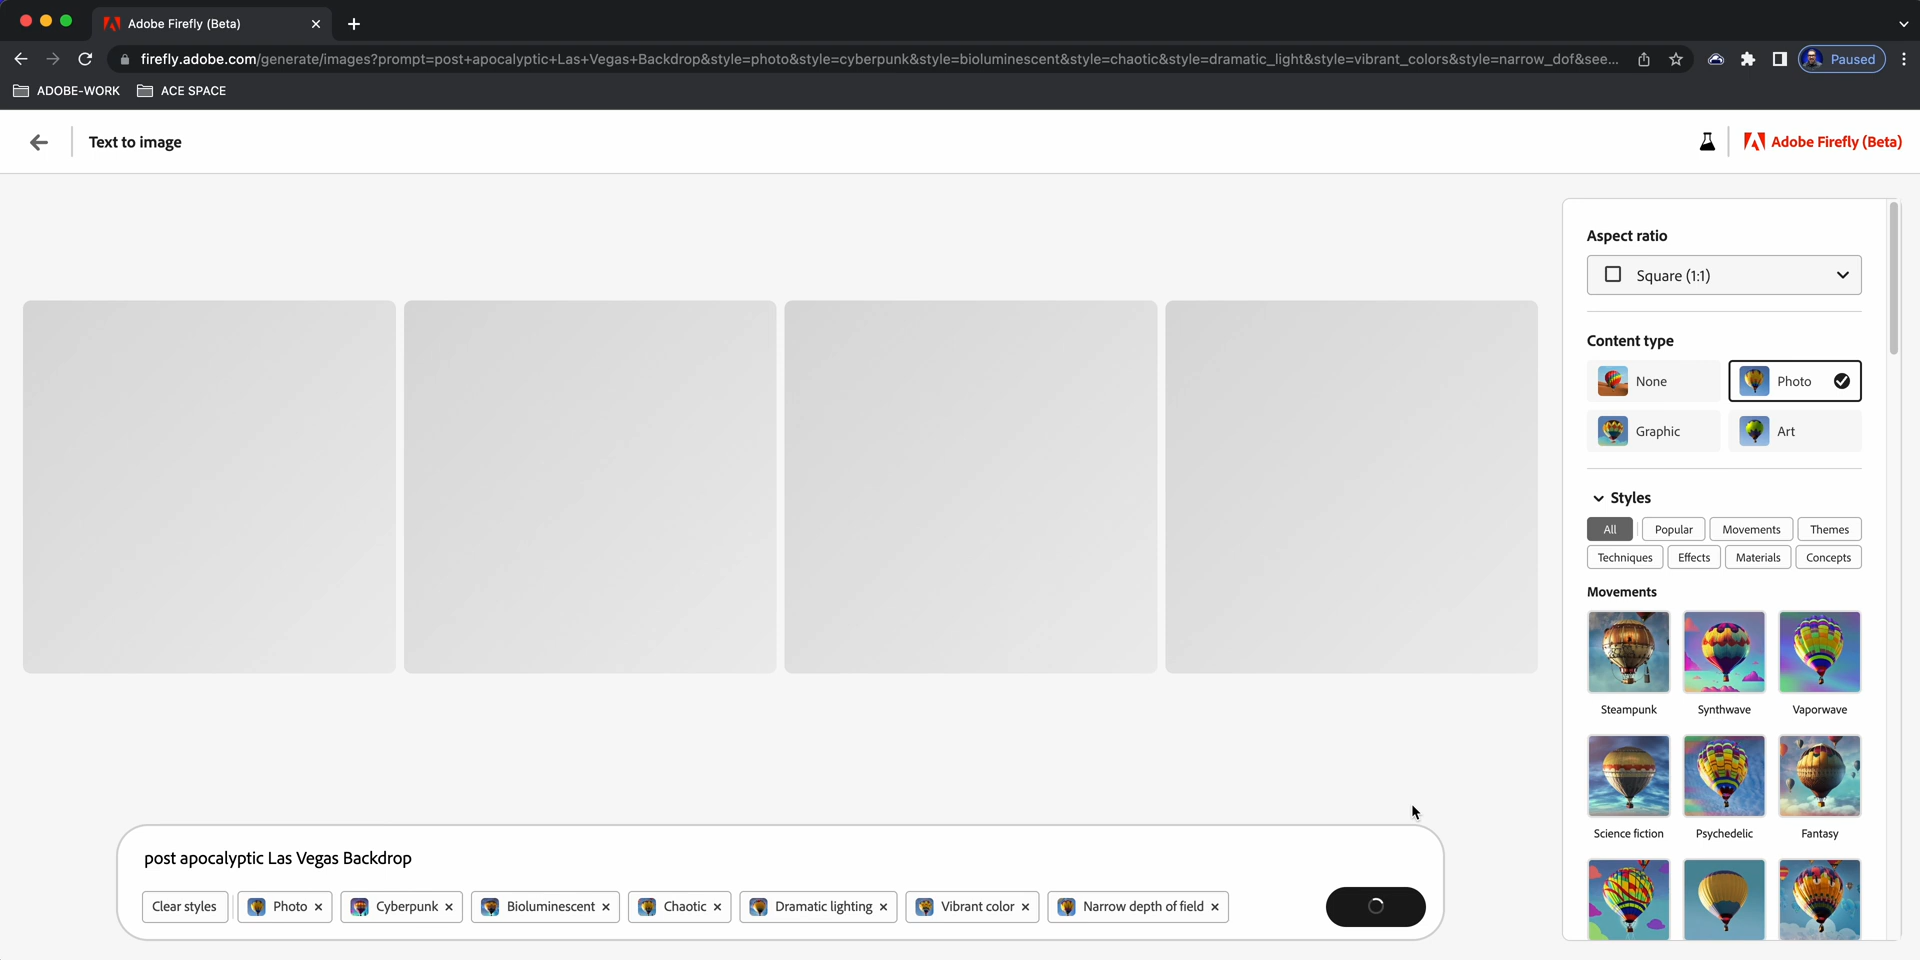 Adobe Firefly (Beta)
firefly.adobe.com/generate/images?prompt=post+apocalyptic+Las+Vegas+Backdrop&style=photo&style=cyberpunk&style=bioluminescent&style=chaotic&style=dramatic_light&style=vibrant_colors&style=narrow_dof&see...
Paused
ADOBE-WORK
ACE SPACE
Text to image
Adobe Firefly (Beta)
Aspect ratio
Square (1:1)
Content type
None
Photo
Graphic
Art
Styles
All
Popular
Movements
Themes
Techniques
Effects
Materials
Concepts
Movements
Steampunk
Synthwave
Vaporwave
Science fiction
Psychedelic
Fantasy
post apocalyptic Las Vegas Backdrop
Clear styles
Photo
Cyberpunk
Bioluminescent
Chaotic
Dramatic lighting
Vibrant color
Narrow depth of field